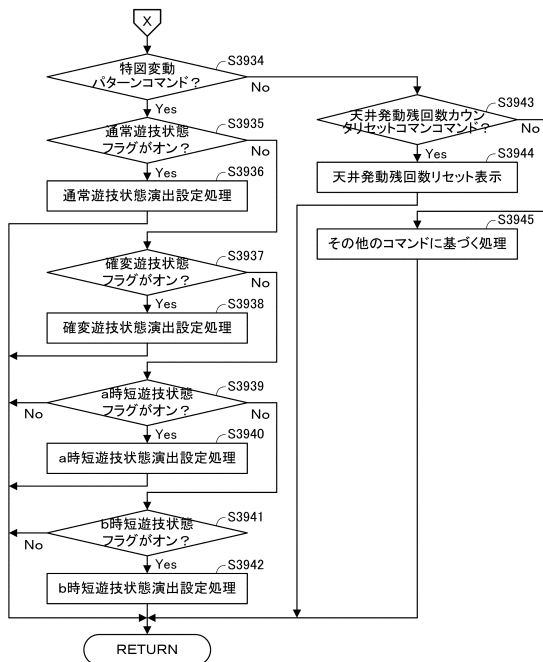 X
S3934
特図変動
パターンコマンド？
No
Yes
S3935
通常遊技状態
フラグがオン？
No
Yes
S3936
通常遊技状態演出設定処理
S3937
確変遊技状態
フラグがオン？
No
Yes
S3938
確変遊技状態演出設定処理
S3939
a時短遊技状態
フラグがオン？
No
No
Yes
S3940
a時短遊技状態演出設定処理
S3941
b時短遊技状態
フラグがオン？
No
Yes
S3942
b時短遊技状態演出設定処理
RETURN
S3943
天井発動残回数カウン
タリセットコマンコマンド？
No
Yes
S3944
天井発動残回数リセット表示
S3945
その他のコマンドに基づく処理